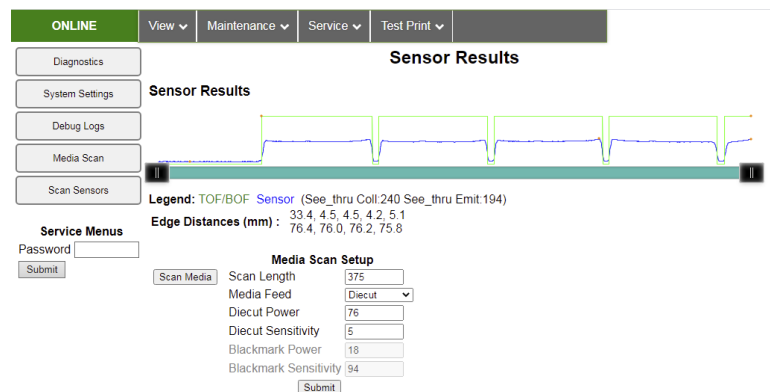 ONLINE View Maintenance Service Test Print
Diagnostics
System Settings
Debug Logs
Media Scan
Scan Sensors
Service Menus
Password
Submit
Sensor Results
Sensor Results
Legend: TOF/BOF Sensor (See_thru Coll:240 See_thru Emit:194)
Edge Distances (mm) : 33.4, 4.5, 4.5, 4.2, 5.1
76.4, 76.0, 76.2, 75.8
Media Scan Setup
Scan Media Scan Length 375
Media Feed Diecut
Diecut Power 76
Diecut Sensitivity 5
Blackmark Power 18
Blackmark Sensitivity 94
Submit